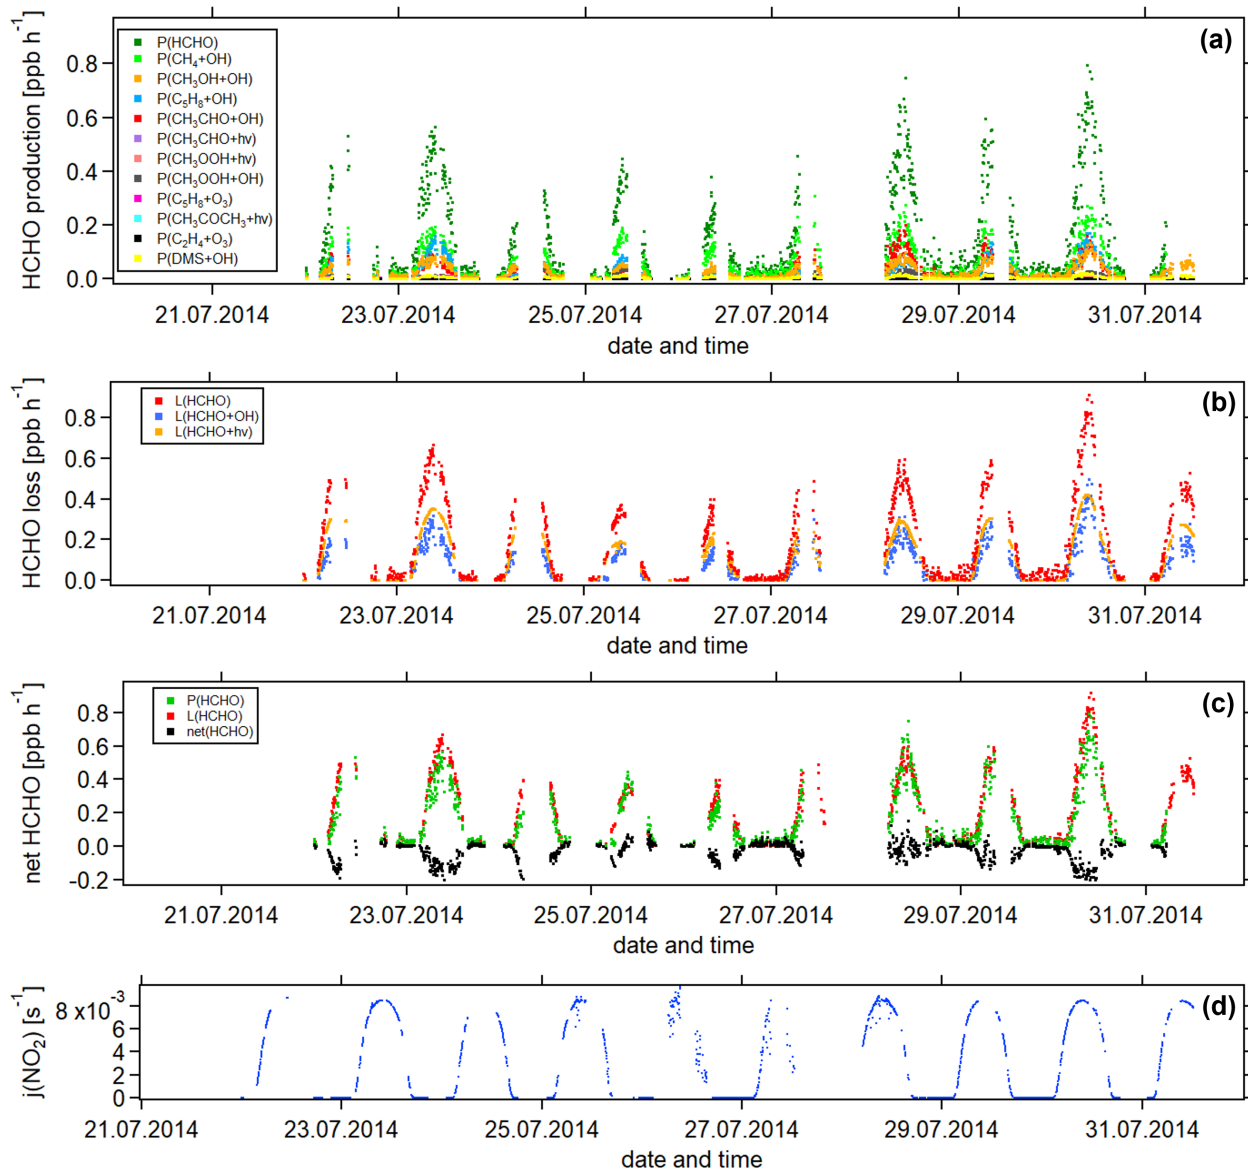 (a)
HCHO production [ppb h⁻¹]
0.8
0.6
0.4
0.2
0.0
P(HCHO)
P(CH₄+OH)
P(CH₃OH+OH)
P(C₅H₈+OH)
P(CH₃CHO+OH)
P(CH₃CHO+hv)
P(CH₃OOH+hv)
P(CH₃OOH+OH)
P(C₅H₈+O₃)
P(CH₃COCH₃+hv)
P(C₂H₄+O₃)
P(DMS+OH)
21.07.2014 23.07.2014 25.07.2014 27.07.2014 29.07.2014 31.07.2014
date and time
(b)
HCHO loss [ppb h⁻¹]
0.8
0.6
0.4
0.2
0.0
L(HCHO)
L(HCHO+OH)
L(HCHO+hv)
21.07.2014 23.07.2014 25.07.2014 27.07.2014 29.07.2014 31.07.2014
date and time
(c)
net HCHO [ppb h⁻¹]
0.8
0.6
0.4
0.2
0.0
-0.2
P(HCHO)
L(HCHO)
net(HCHO)
21.07.2014 23.07.2014 25.07.2014 27.07.2014 29.07.2014 31.07.2014
date and time
(d)
j(NO₂) [s⁻¹]
8 x10⁻³
6
4
2
0
21.07.2014 23.07.2014 25.07.2014 27.07.2014 29.07.2014 31.07.2014
date and time